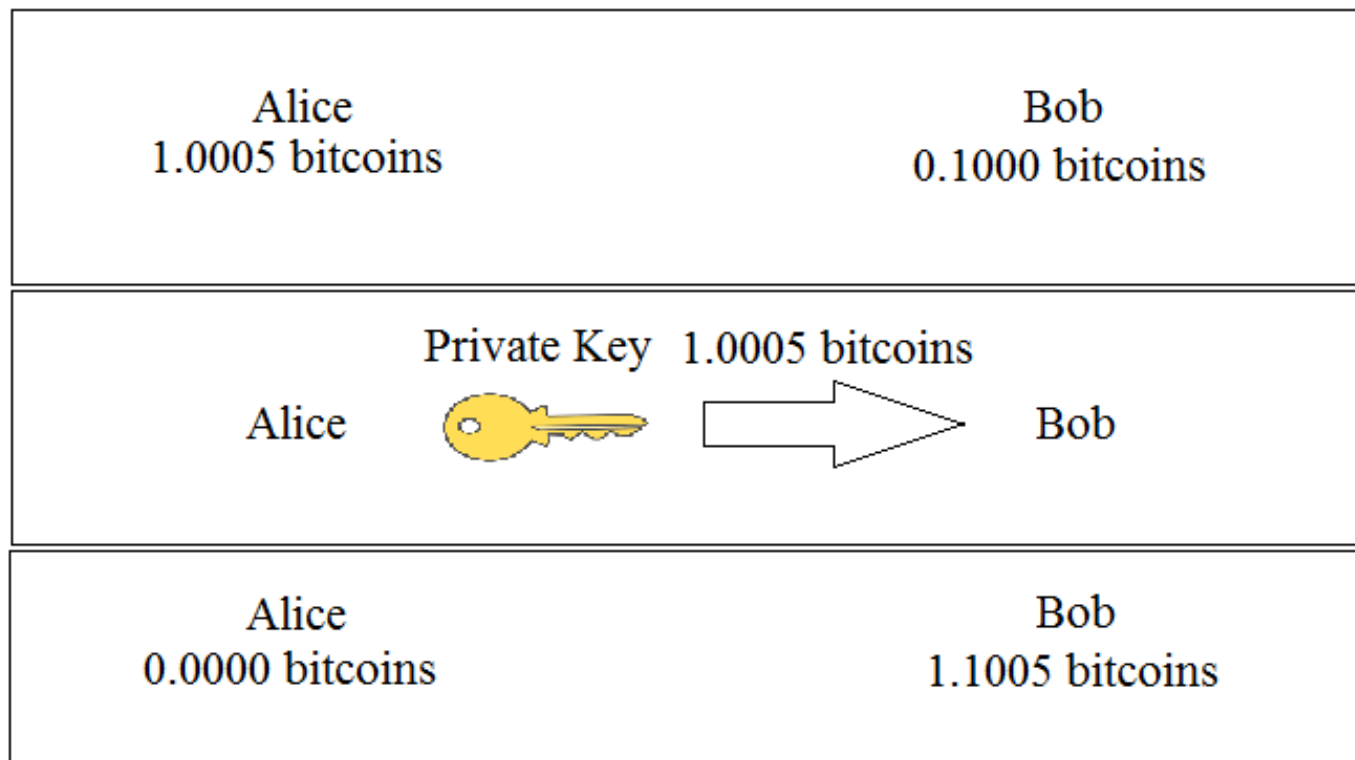 Alice
1.0005 bitcoins
Bob
0.1000 bitcoins
Private Key
1.0005 bitcoins
Alice
Bob
Alice
0.0000 bitcoins
Bob
1.1005 bitcoins